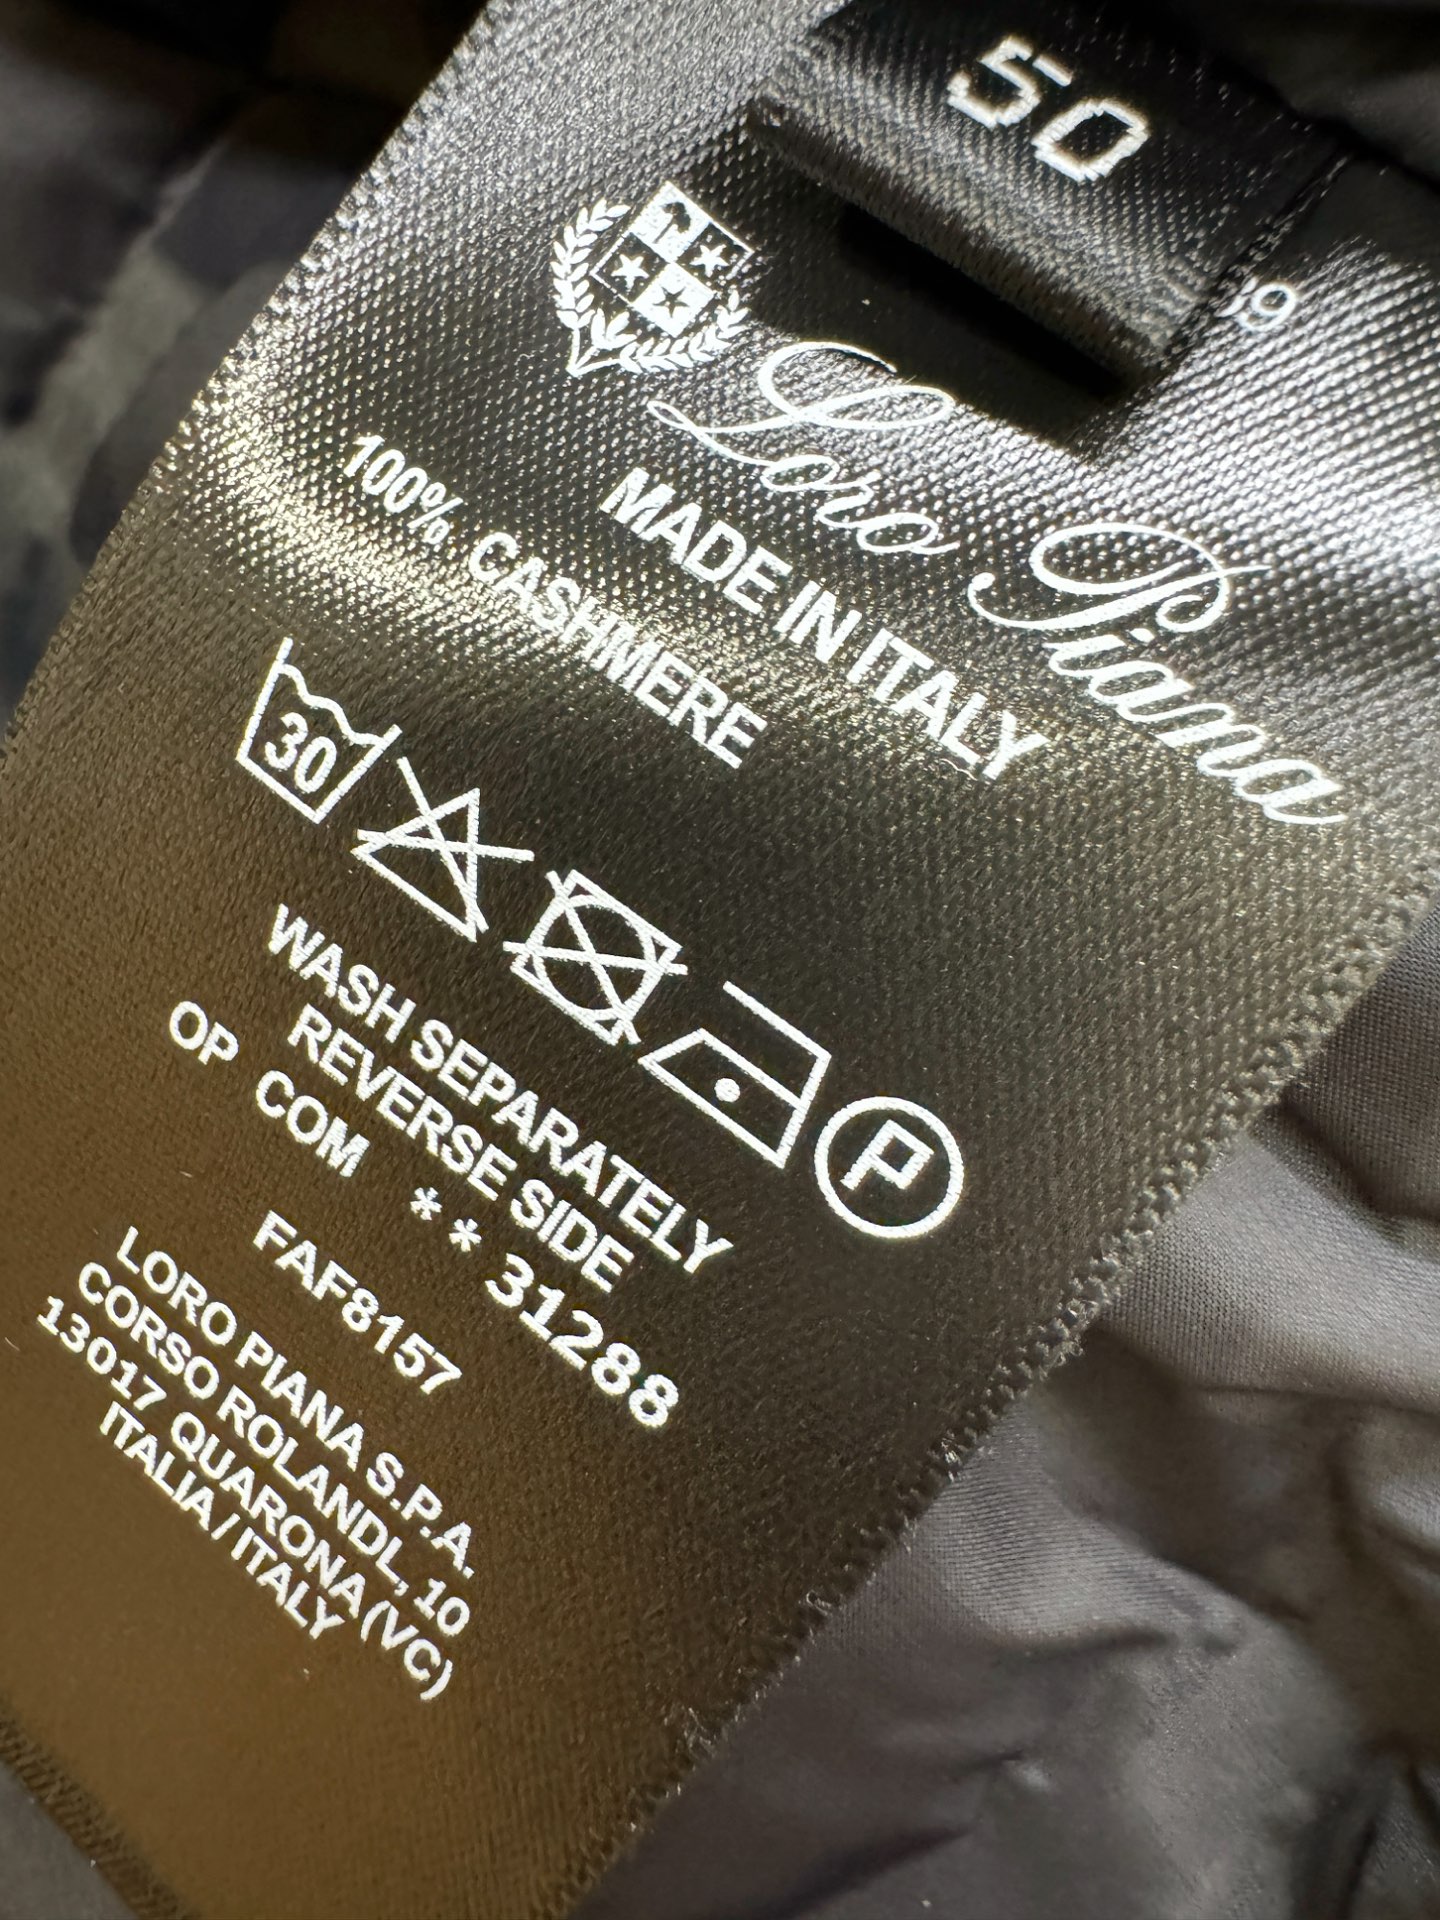 50
9
Loro Piana
MADE IN ITALY
100% CASHMERE
30
P
WASH SEPARATELY
REVERSE SIDE
OP COM ** 31288
FAF8157
LORO PIANA S.P.A.
CORSO ROLANDI, 10
13017 QUARONA (VC)
ITALIA / ITALY